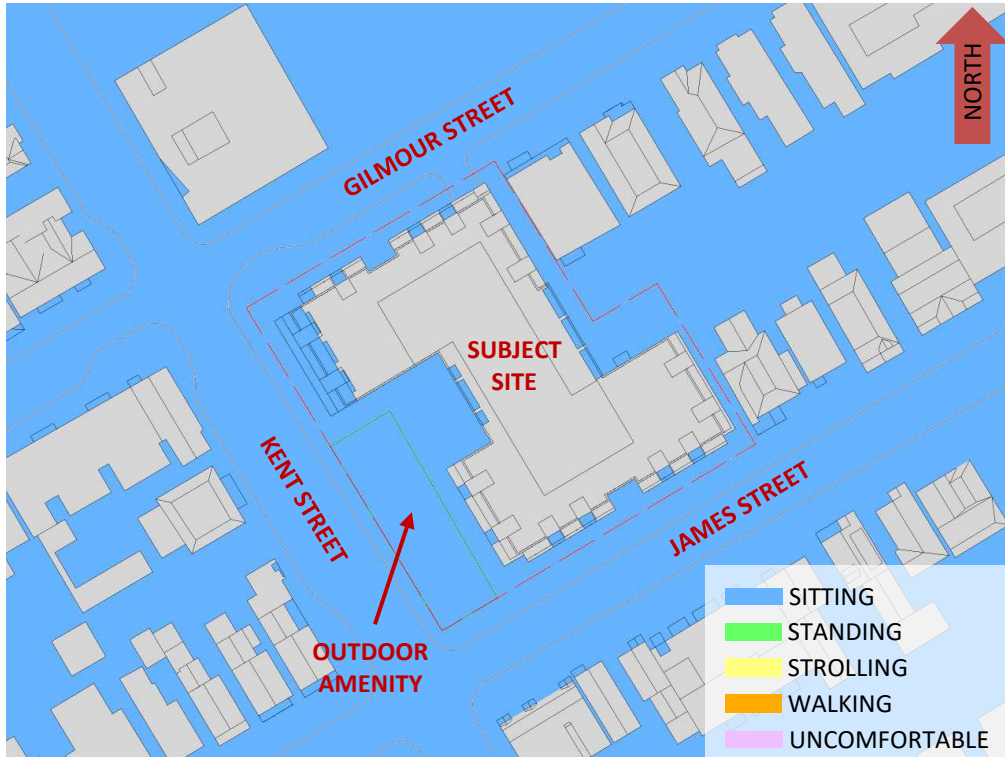 NORTH
GILMOUR STREET
SUBJECT
SITE
KENT STREET
JAMES STREET
OUTDOOR
AMENITY
SITTING
STANDING
STROLLING
WALKING
UNCOMFORTABLE